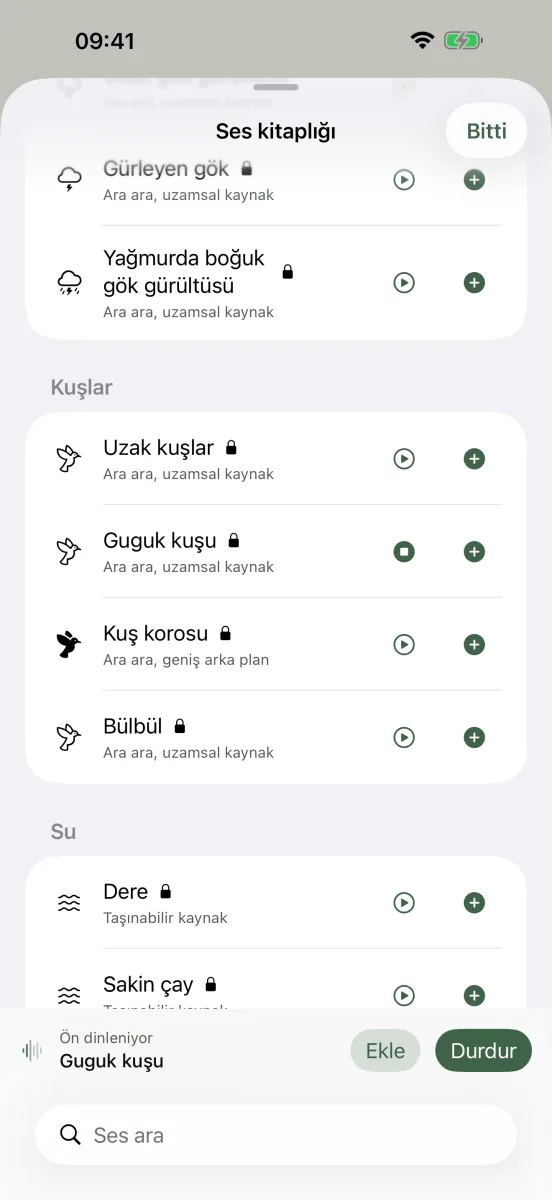 09:41
Ses kitaplığı
Bitti
Gürleyen gök
Ara ara, uzamsal kaynak
Yağmurda boğuk
gök gürültüsü
Ara ara, uzamsal kaynak
Kuşlar
Uzak kuşlar
Ara ara, uzamsal kaynak
Guguk kuşu
Ara ara, uzamsal kaynak
Kuş korosu
Ara ara, geniş arka plan
Bülbül
Ara ara, uzamsal kaynak
Su
Dere
Taşınabilir kaynak
Sakin çay
Ön dinleniyor
Guguk kuşu
Ekle
Durdur
Ses ara